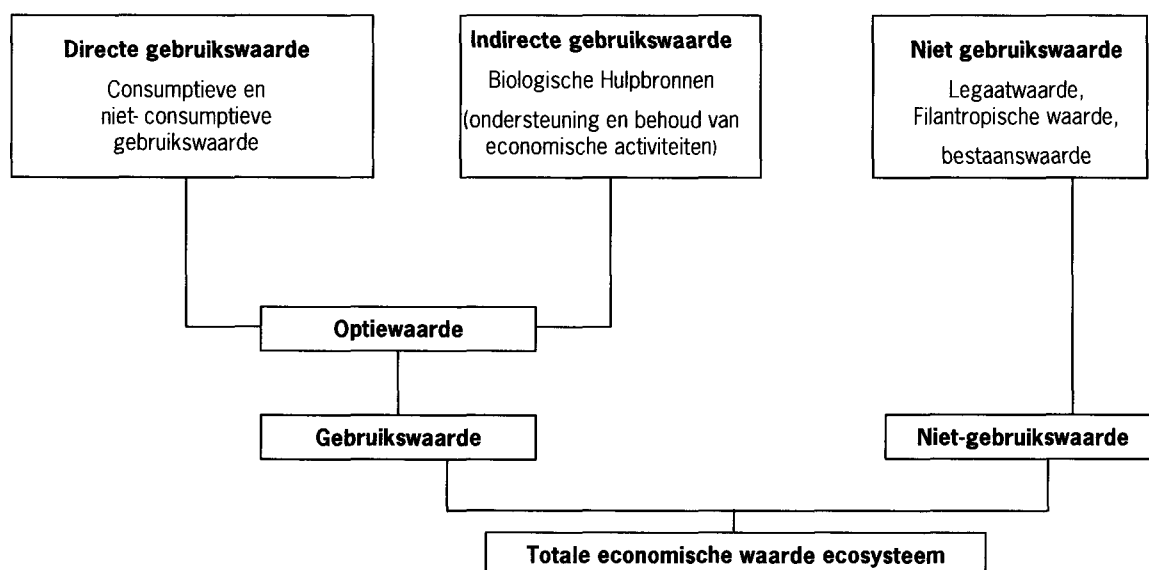 Directe gebruikswaarde
Consumptieve en
niet- consumptieve
gebruikswaarde
Indirecte gebruikswaarde
Biologische Hulpbronnen
(ondersteuning en behoud van
economische activiteiten)
Niet gebruikswaarde
Legaatwaarde,
Filantropische waarde,
bestaanswaarde
Optiewaarde
Gebruikswaarde
Niet-gebruikswaarde
Totale economische waarde ecosysteem